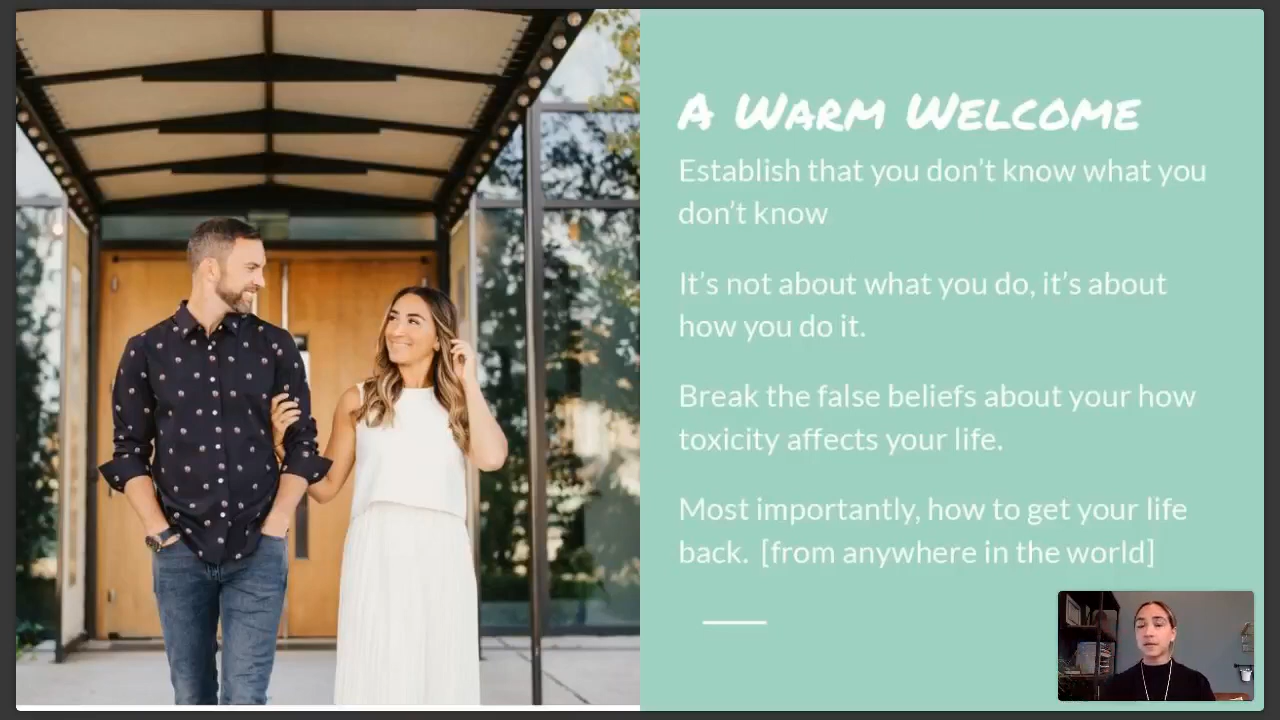 A Warm Welcome
Establish that you don't know what you
don't know
It's not about what you do, it's about
how you do it.
Break the false beliefs about your how
toxicity affects your life.
Most importantly, how to get your life
back. [from anywhere in the world]